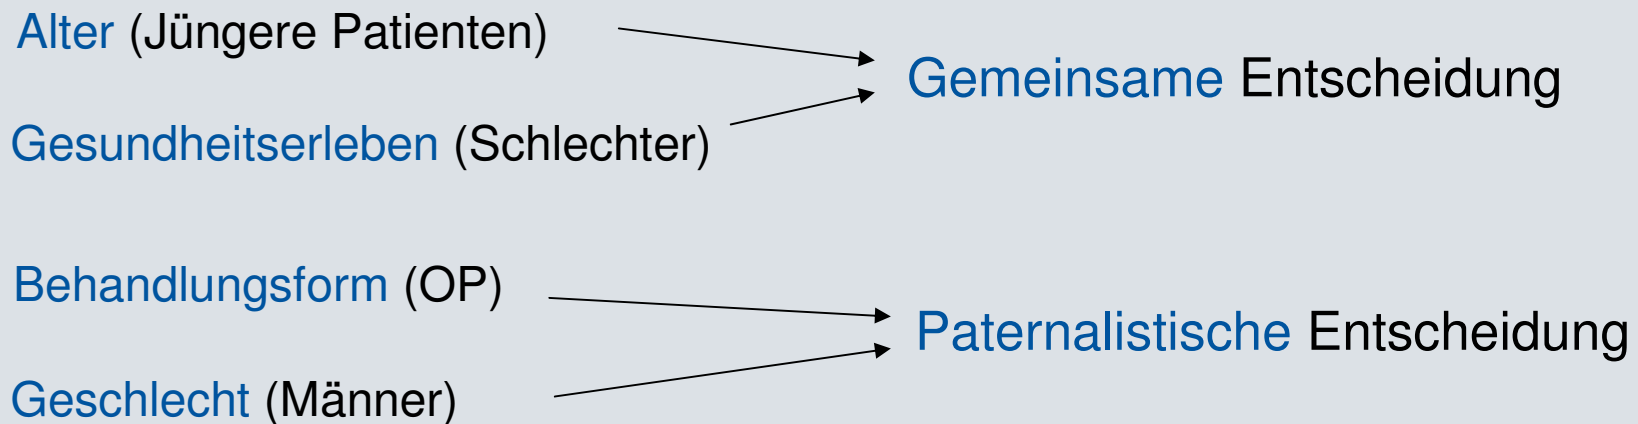 Alter (Jüngere Patienten)
Gemeinsame Entscheidung
Gesundheitserleben (Schlechter)
Behandlungsform (OP)
Paternalistische Entscheidung
Geschlecht (Männer)